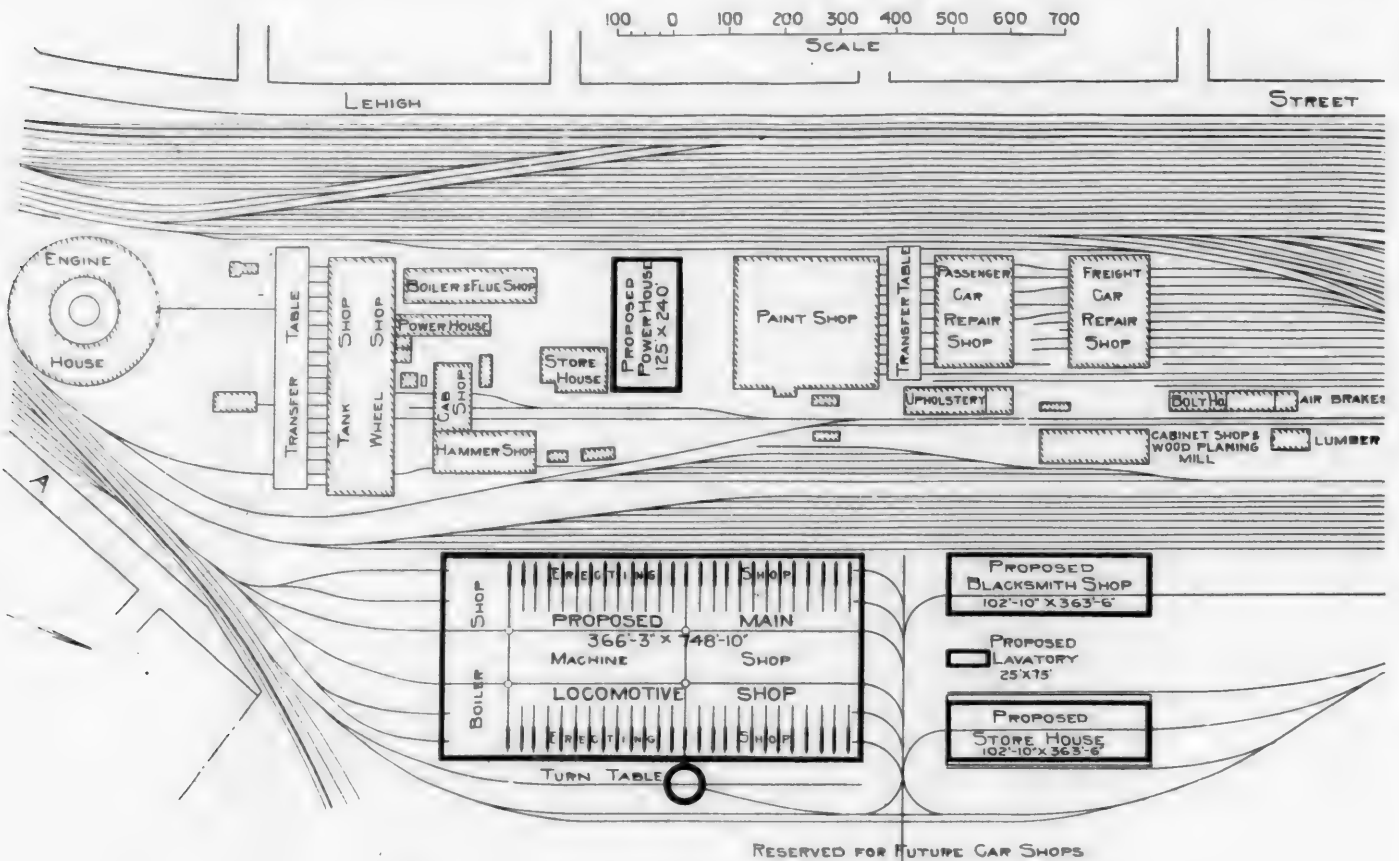 100 0 100 200 300 400 500 600 700
SCALE
LEHIGH STREET
ENGINE
HOUSE
TRANSFER TABLE
TANK SHOP
WHEEL SHOP
BOILER & FLUE SHOP
POWER HOUSE
CAB SHOP
HAMMER SHOP
STORE
HOUSE
PROPOSED
POWER HOUSE
125' X 240'
PAINT SHOP
TRANSFER TABLE
PASSENGER
CAR
REPAIR
SHOP
FREIGHT
CAR
REPAIR
SHOP
UPHOLSTERY
BOLT HO.
AIR BRAKES
CABINET SHOP &
WOOD PLANING
MILL
LUMBER
A
BOILER SHOP
ERECTING SHOP
PROPOSED MAIN
366'-3" X 748'-10"
MACHINE SHOP
LOCOMOTIVE SHOP
ERECTING SHOP
TURN TABLE
PROPOSED
BLACKSMITH SHOP
102'-10" X 363'-6"
PROPOSED
LAVATORY
25' X 75'
PROPOSED
STORE HOUSE
102'-10" X 363'-6"
RESERVED FOR FUTURE CAR SHOPS